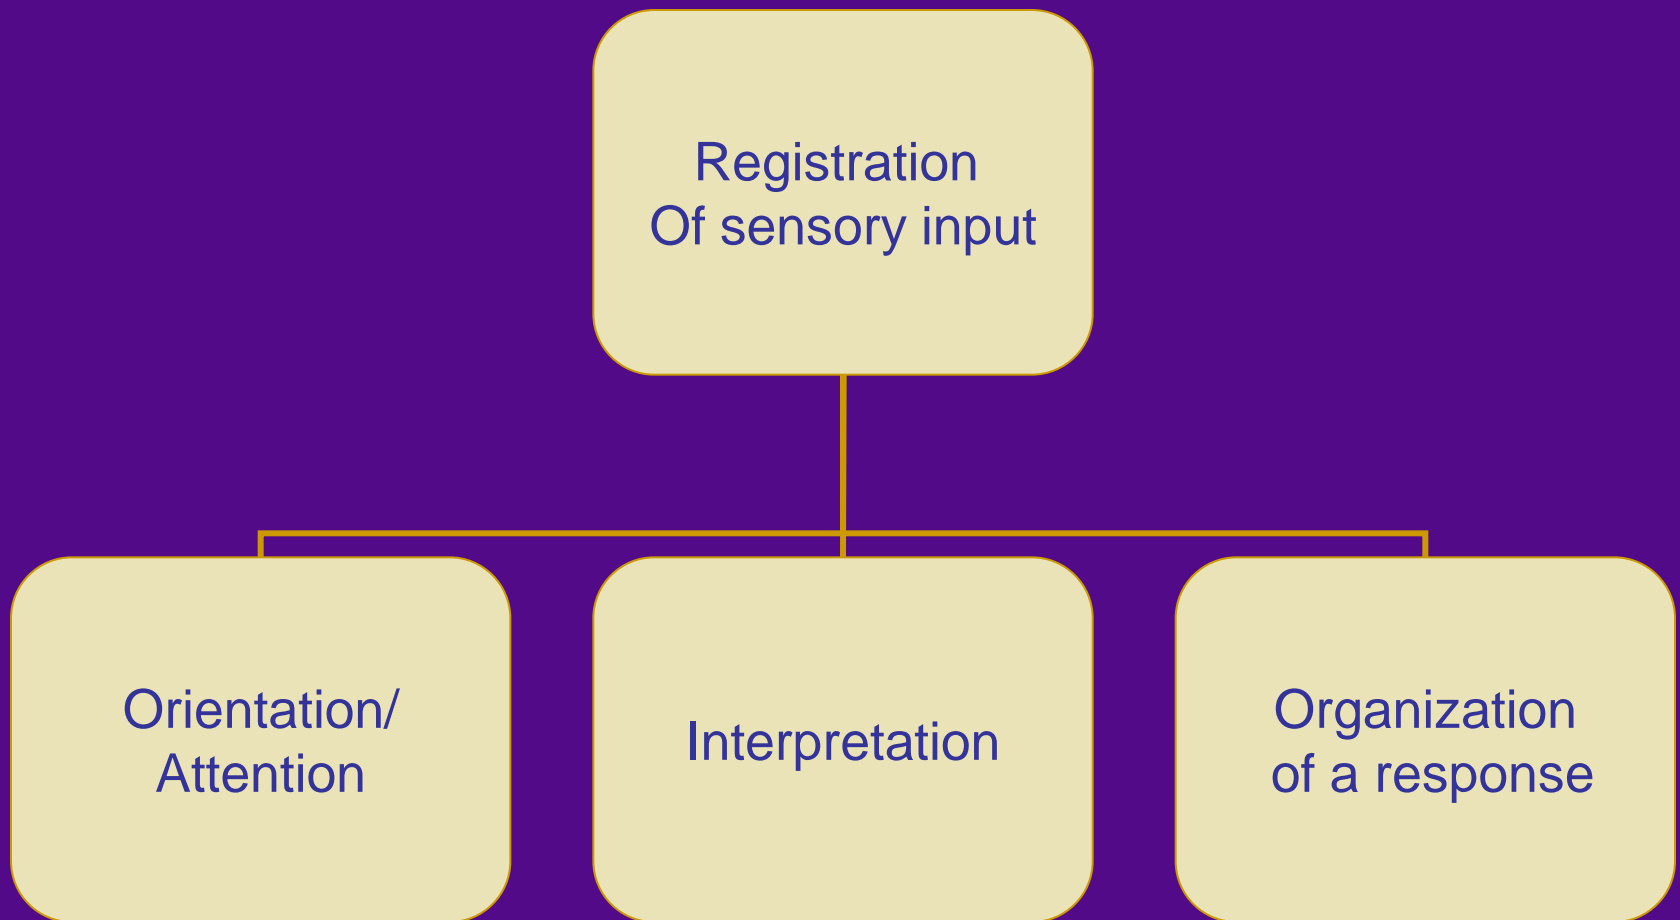 Registration
Of sensory input
Orientation/
Attention
Interpretation
Organization
of a response